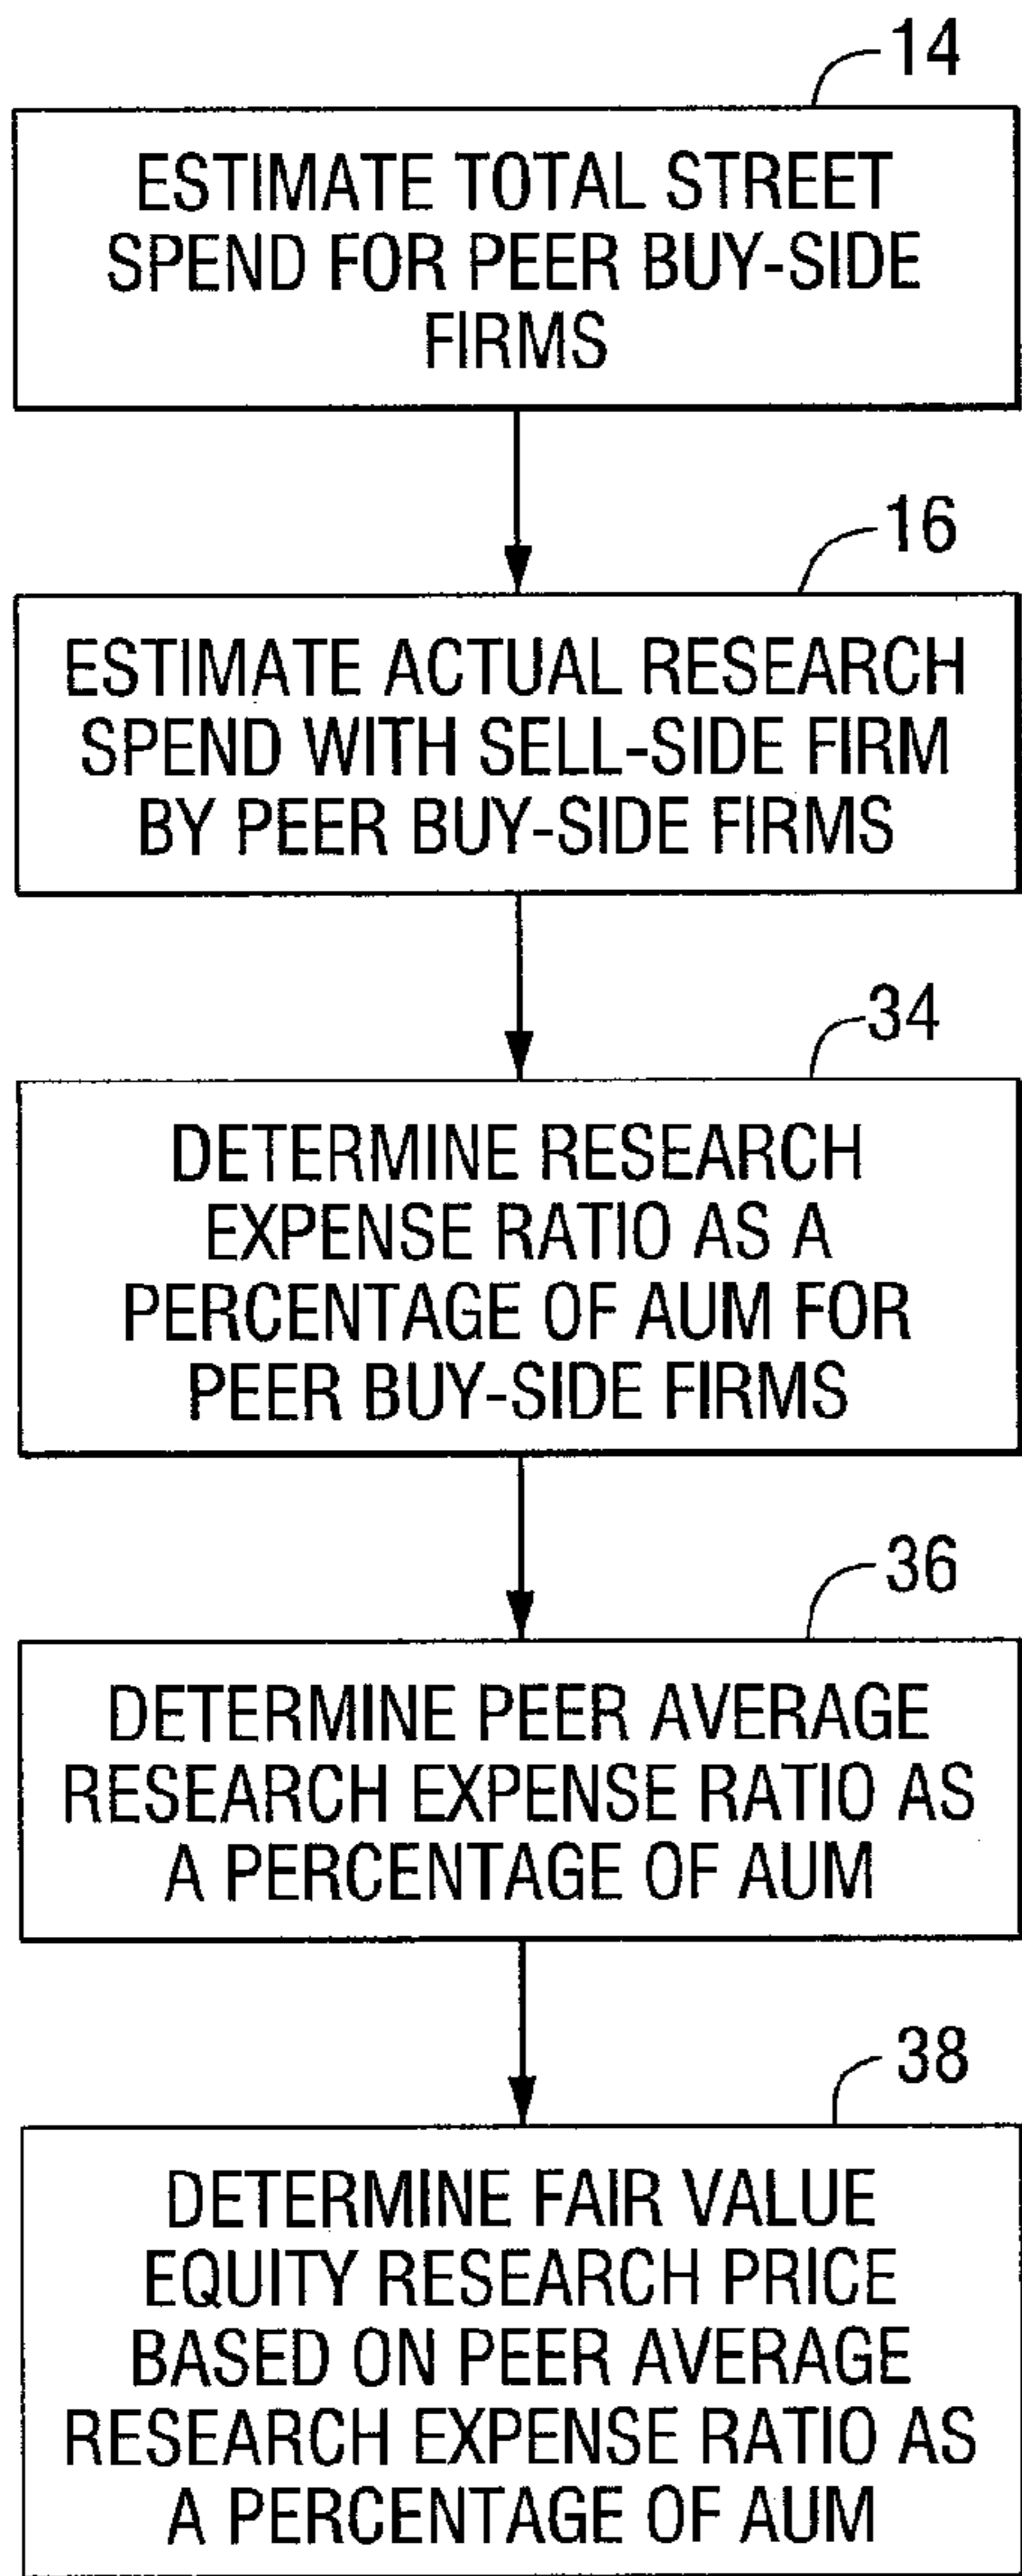 14
ESTIMATE TOTAL STREET
SPEND FOR PEER BUY-SIDE
FIRMS
16
ESTIMATE ACTUAL RESEARCH
SPEND WITH SELL-SIDE FIRM
BY PEER BUY-SIDE FIRMS
34
DETERMINE RESEARCH
EXPENSE RATIO AS A
PERCENTAGE OF AUM FOR
PEER BUY-SIDE FIRMS
36
DETERMINE PEER AVERAGE
RESEARCH EXPENSE RATIO AS
A PERCENTAGE OF AUM
38
DETERMINE FAIR VALUE
EQUITY RESEARCH PRICE
BASED ON PEER AVERAGE
RESEARCH EXPENSE RATIO AS
A PERCENTAGE OF AUM